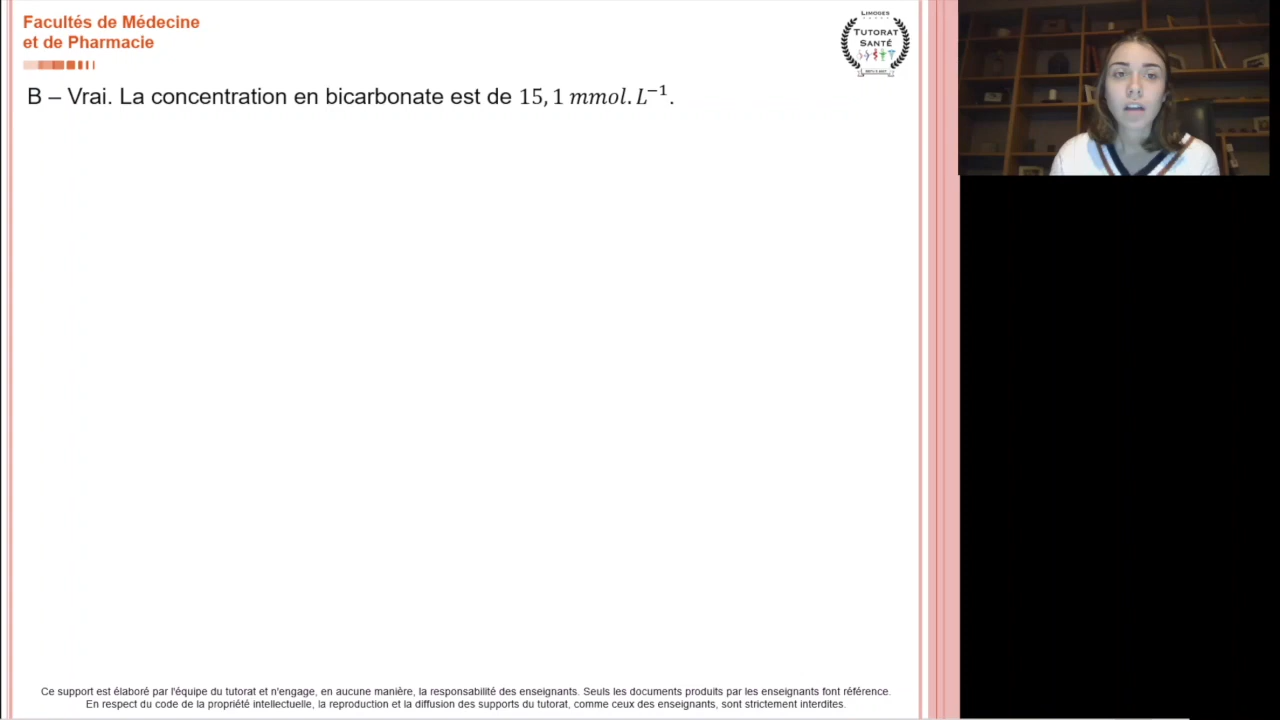 Facultés de Médecine
et de Pharmacie
LIMOGES
TUTORAT
SANTÉ
B – Vrai. La concentration en bicarbonate est de 15, 1 mmol. L⁻¹.
Ce support est élaboré par l'équipe du tutorat et n'engage, en aucune manière, la responsabilité des enseignants. Seuls les documents produits par les enseignants font référence.
En respect du code de la propriété intellectuelle, la reproduction et la diffusion des supports du tutorat, comme ceux des enseignants, sont strictement interdites.